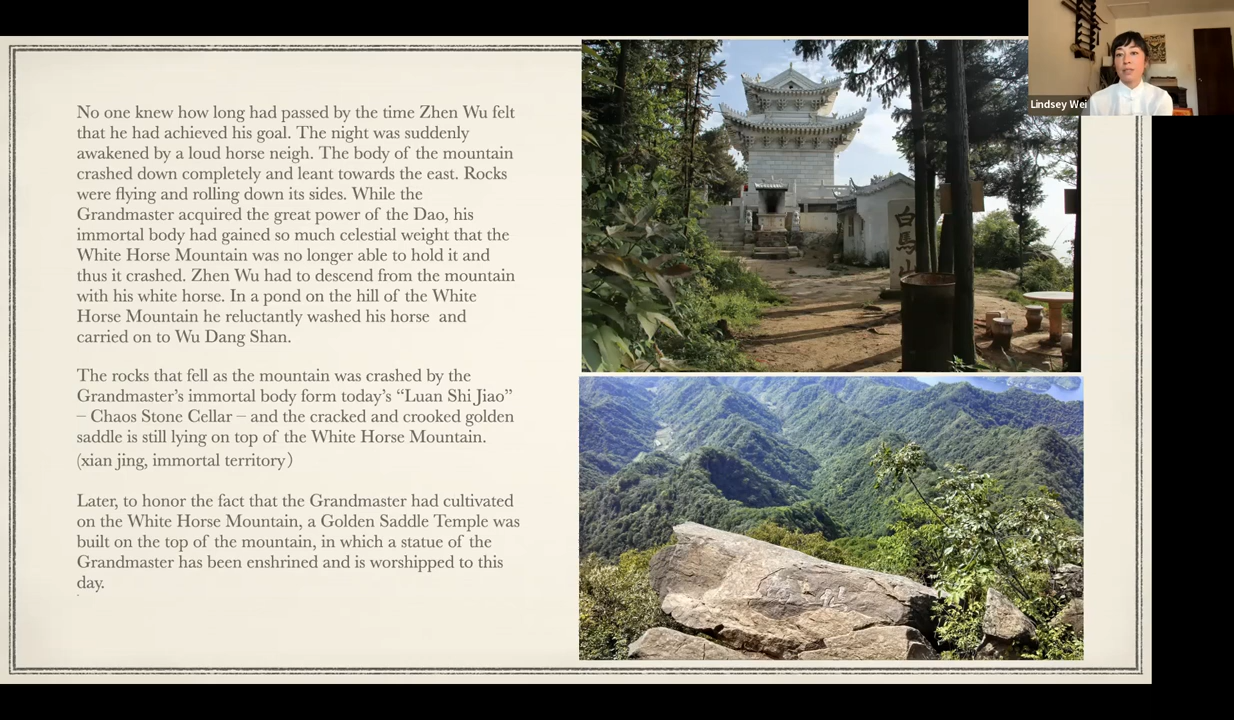 No one knew how long had passed by the time Zhen Wu felt
that he had achieved his goal. The night was suddenly
awakened by a loud horse neigh. The body of the mountain
crashed down completely and leant towards the east. Rocks
were flying and rolling down its sides. While the
Grandmaster acquired the great power of the Dao, his
immortal body had gained so much celestial weight that the
White Horse Mountain was no longer able to hold it and
thus it crashed. Zhen Wu had to descend from the mountain
with his white horse. In a pond on the hill of the White
Horse Mountain he reluctantly washed his horse and
carried on to Wu Dang Shan.
The rocks that fell as the mountain was crashed by the
Grandmaster’s immortal body form today’s “Luan Shi Jiao”
– Chaos Stone Cellar – and the cracked and crooked golden
saddle is still lying on top of the White Horse Mountain.
(xian jing, immortal territory）
Later, to honor the fact that the Grandmaster had cultivated
on the White Horse Mountain, a Golden Saddle Temple was
built on the top of the mountain, in which a statue of the
Grandmaster has been enshrined and is worshipped to this
day.
白馬山
Lindsey Wei